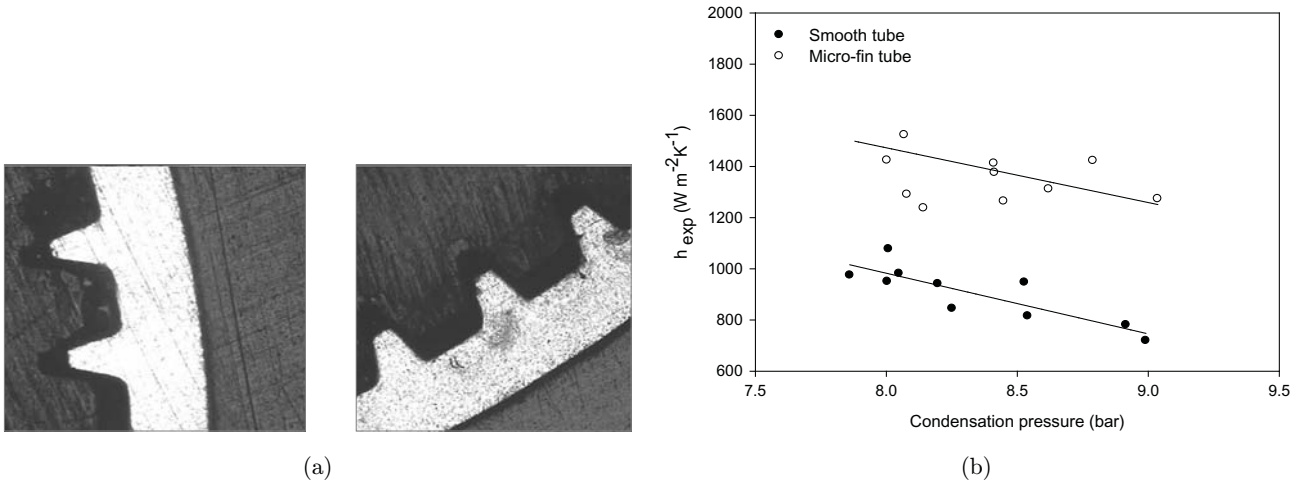 2000
1800
1600
1400
1200
1000
800
600
h exp (W m-2K-1)
Smooth tube
Micro-fin tube
7.5 8.0 8.5 9.0 9.5
Condensation pressure (bar)
(a) (b)